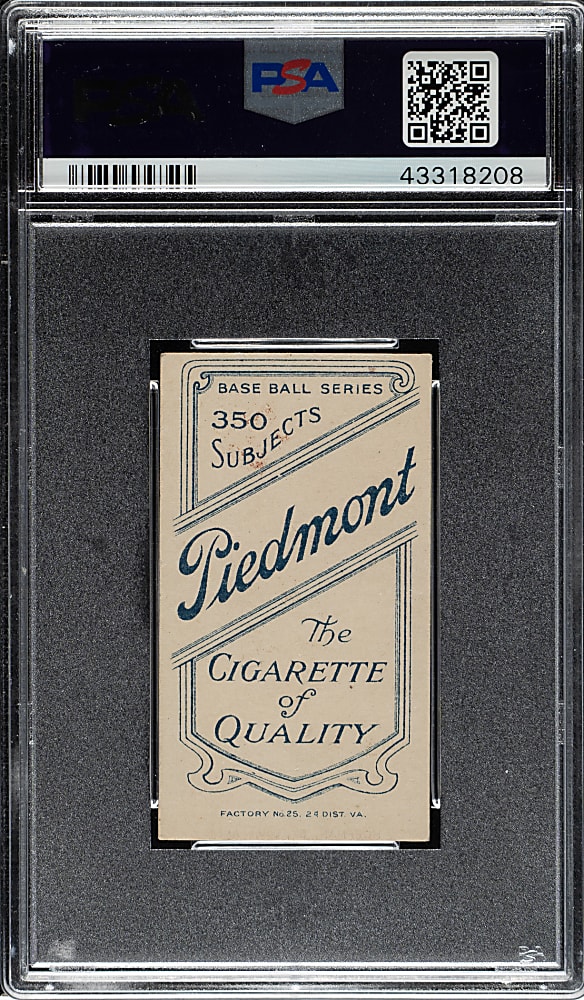 PSA
43318208
BASE BALL SERIES
350
SUBJECTS
Piedmont
The
CIGARETTE
of
QUALITY
FACTORY No. 25, 2d DIST. VA.